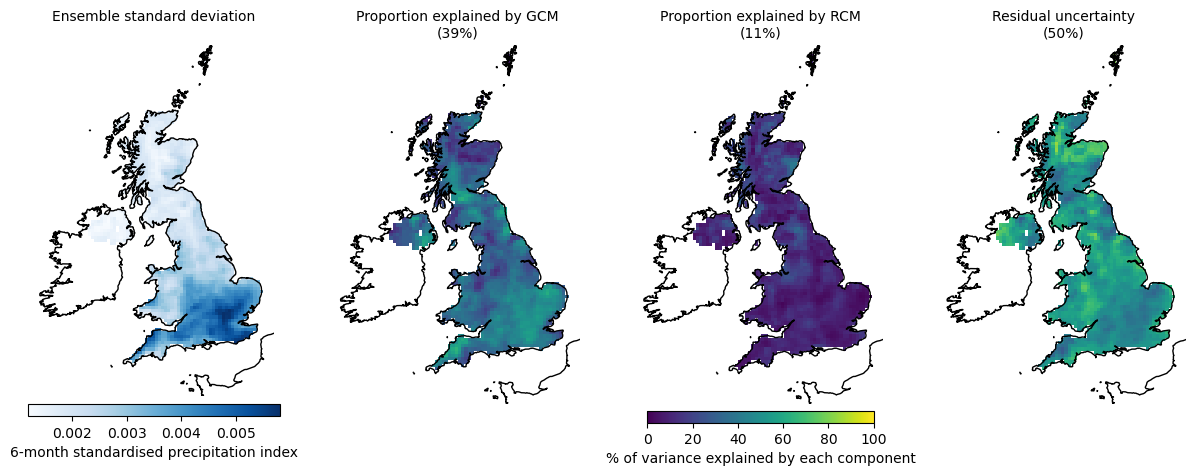 Ensemble standard deviation
Proportion explained by GCM
(39%)
Proportion explained by RCM
(11%)
Residual uncertainty
(50%)
0.002 0.003 0.004 0.005
6-month standardised precipitation index
0 20 40 60 80 100
% of variance explained by each component